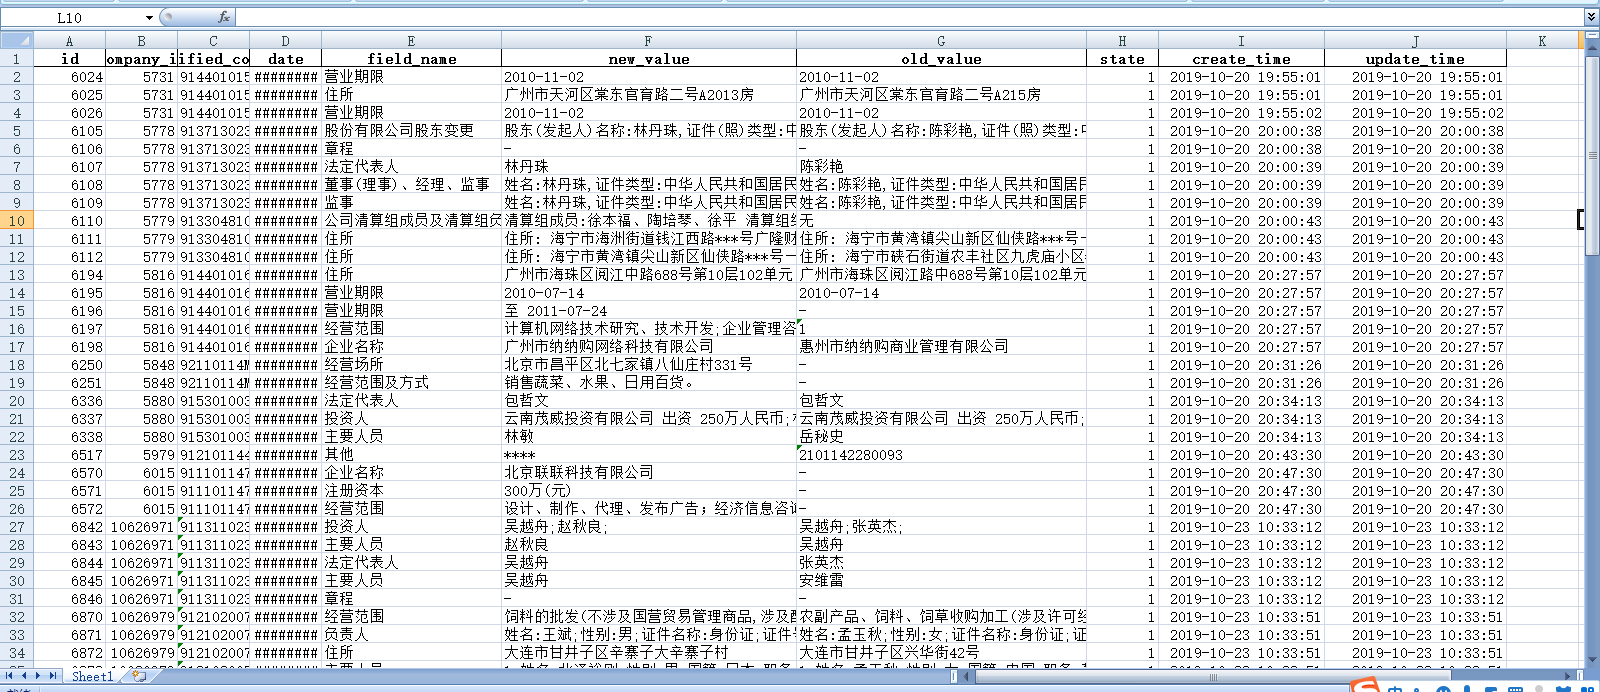 L10 fx
A B C D E F G H I J K
1 id ompany_i ified_co date field_name new_value old_value state create_time update_time
2 6024 5731 914401015 ######## 营业期限 2010-11-02 2010-11-02 1 2019-10-20 19:55:01 2019-10-20 19:55:01
3 6025 5731 914401015 ######## 住所 广州市天河区棠东官育路二号A2013房 广州市天河区棠东官育路二号A215房 1 2019-10-20 19:55:01 2019-10-20 19:55:01
4 6026 5731 914401015 ######## 营业期限 2010-11-02 2010-11-02 1 2019-10-20 19:55:02 2019-10-20 19:55:02
5 6105 5778 913713023 ######## 股份有限公司股东变更 股东(发起人)名称:林丹珠,证件(照)类型:中 股东(发起人)名称:陈彩艳,证件(照)类型:中 1 2019-10-20 20:00:38 2019-10-20 20:00:38
6 6106 5778 913713023 ######## 章程 - - 1 2019-10-20 20:00:38 2019-10-20 20:00:38
7 6107 5778 913713023 ######## 法定代表人 林丹珠 陈彩艳 1 2019-10-20 20:00:39 2019-10-20 20:00:39
8 6108 5778 913713023 ######## 董事(理事)、经理、监事 姓名:林丹珠,证件类型:中华人民共和国居民 姓名:陈彩艳,证件类型:中华人民共和国居民 1 2019-10-20 20:00:39 2019-10-20 20:00:39
9 6109 5778 913713023 ######## 监事 姓名:林丹珠,证件类型:中华人民共和国居民 姓名:陈彩艳,证件类型:中华人民共和国居民 1 2019-10-20 20:00:39 2019-10-20 20:00:39
10 6110 5779 913304810 ######## 公司清算组成员及清算组负 清算组成员:徐本福、陶培琴、徐平 清算组 无 1 2019-10-20 20:00:43 2019-10-20 20:00:43
11 6111 5779 913304810 ######## 住所 住所: 海宁市海洲街道钱江西路***号广隆财 住所: 海宁市黄湾镇尖山新区仙侠路***号一 1 2019-10-20 20:00:43 2019-10-20 20:00:43
12 6112 5779 913304810 ######## 住所 住所: 海宁市黄湾镇尖山新区仙侠路***号一 住所: 海宁市硖石街道农丰社区九虎庙小区 1 2019-10-20 20:00:43 2019-10-20 20:00:43
13 6194 5816 914401016 ######## 住所 广州市海珠区阅江中路688号第10层102单元 广州市海珠区阅江路中688号第10层102单元 1 2019-10-20 20:27:57 2019-10-20 20:27:57
14 6195 5816 914401016 ######## 营业期限 2010-07-14 2010-07-14 1 2019-10-20 20:27:57 2019-10-20 20:27:57
15 6196 5816 914401016 ######## 营业期限 至 2011-07-24 - 1 2019-10-20 20:27:57 2019-10-20 20:27:57
16 6197 5816 914401016 ######## 经营范围 计算机网络技术研究、技术开发;企业管理咨 1 1 2019-10-20 20:27:57 2019-10-20 20:27:57
17 6198 5816 914401016 ######## 企业名称 广州市纳纳购网络科技有限公司 惠州市纳纳购商业管理有限公司 1 2019-10-20 20:27:57 2019-10-20 20:27:57
18 6250 5848 92110114M ######## 经营场所 北京市昌平区北七家镇八仙庄村331号 - 1 2019-10-20 20:31:26 2019-10-20 20:31:26
19 6251 5848 92110114M ######## 经营范围及方式 销售蔬菜、水果、日用百货。 - 1 2019-10-20 20:31:26 2019-10-20 20:31:26
20 6336 5880 915301003 ######## 法定代表人 包哲文 包哲文 1 2019-10-20 20:34:13 2019-10-20 20:34:13
21 6337 5880 915301003 ######## 投资人 云南茂威投资有限公司 出资 250万人民币; 云南茂威投资有限公司 出资 250万人民币; 1 2019-10-20 20:34:13 2019-10-20 20:34:13
22 6338 5880 915301003 ######## 主要人员 林敏 岳秘史 1 2019-10-20 20:34:13 2019-10-20 20:34:13
23 6517 5979 912101144 ######## 其他 **** 2101142280093 1 2019-10-20 20:43:30 2019-10-20 20:43:30
24 6570 6015 911101147 ######## 企业名称 北京联联科技有限公司 - 1 2019-10-20 20:47:30 2019-10-20 20:47:30
25 6571 6015 911101147 ######## 注册资本 300万(元) - 1 2019-10-20 20:47:30 2019-10-20 20:47:30
26 6572 6015 911101147 ######## 经营范围 设计、制作、代理、发布广告; 经济信息咨询 - 1 2019-10-20 20:47:30 2019-10-20 20:47:30
27 6842 10626971 911311023 ######## 投资人 吴越舟;赵秋良; 吴越舟;张英杰; 1 2019-10-23 10:33:12 2019-10-23 10:33:12
28 6843 10626971 911311023 ######## 主要人员 赵秋良 吴越舟 1 2019-10-23 10:33:12 2019-10-23 10:33:12
29 6844 10626971 911311023 ######## 法定代表人 吴越舟 张英杰 1 2019-10-23 10:33:12 2019-10-23 10:33:12
30 6845 10626971 911311023 ######## 主要人员 吴越舟 安维雷 1 2019-10-23 10:33:12 2019-10-23 10:33:12
31 6846 10626971 911311023 ######## 章程 - - 1 2019-10-23 10:33:12 2019-10-23 10:33:12
32 6870 10626979 912102007 ######## 经营范围 饲料的批发(不涉及国营贸易管理商品,涉及配 农副产品、饲料、饲草收购加工(涉及许可经 1 2019-10-23 10:33:51 2019-10-23 10:33:51
33 6871 10626979 912102007 ######## 负责人 姓名:王斌;性别:男;证件名称:身份证;证件 姓名:孟玉秋;性别:女;证件名称:身份证;证 1 2019-10-23 10:33:51 2019-10-23 10:33:51
34 6872 10626979 912102007 ######## 住所 大连市甘井子区辛寨子大辛寨子村 大连市甘井子区兴华街42号 1 2019-10-23 10:33:51 2019-10-23 10:33:51
Sheet1